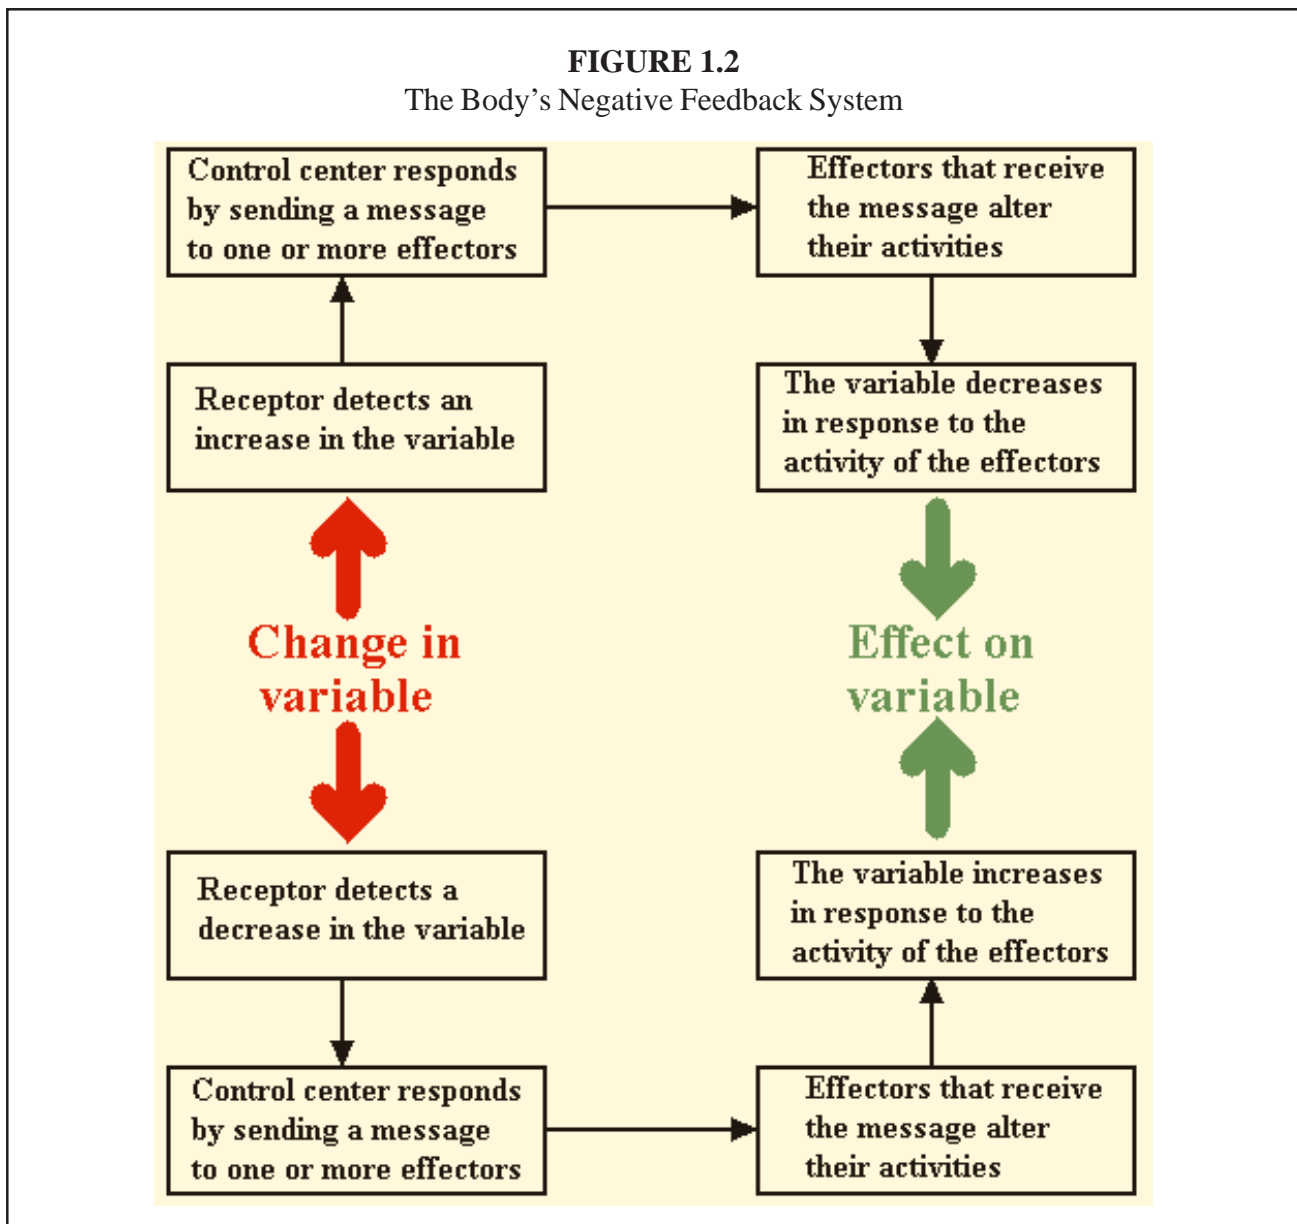 FIGURE 1.2
The Body’s Negative Feedback System
Control center responds
by sending a message
to one or more effectors
Effectors that receive
the message alter
their activities
Receptor detects an
increase in the variable
The variable decreases
in response to the
activity of the effectors
Change in
variable
Effect on
variable
Receptor detects a
decrease in the variable
The variable increases
in response to the
activity of the effectors
Control center responds
by sending a message
to one or more effectors
Effectors that receive
the message alter
their activities